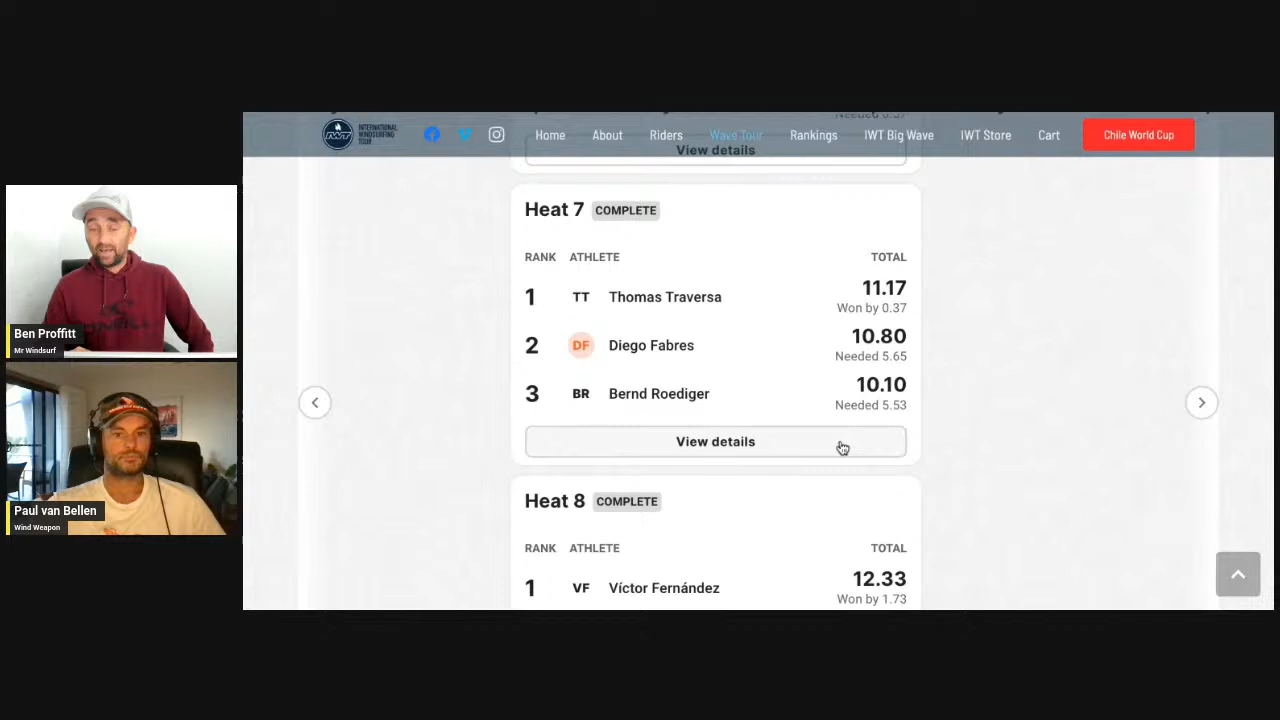 INTERNATIONAL
WINDSURFING
TOUR
IWT
Home
About
Riders
Wave Tour
Rankings
IWT Big Wave
IWT Store
Cart
Chile World Cup
View details
Heat 7 COMPLETE
RANK ATHLETE TOTAL
1 TT Thomas Traversa 11.17
Won by 0.37
2 DF Diego Fabres 10.80
Needed 5.65
3 BR Bernd Roediger 10.10
Needed 5.53
View details
Heat 8 COMPLETE
RANK ATHLETE TOTAL
1 VF Víctor Fernández 12.33
Won by 1.73
Ben Proffitt
Mr Windsurf
Paul van Bellen
Wind Weapon